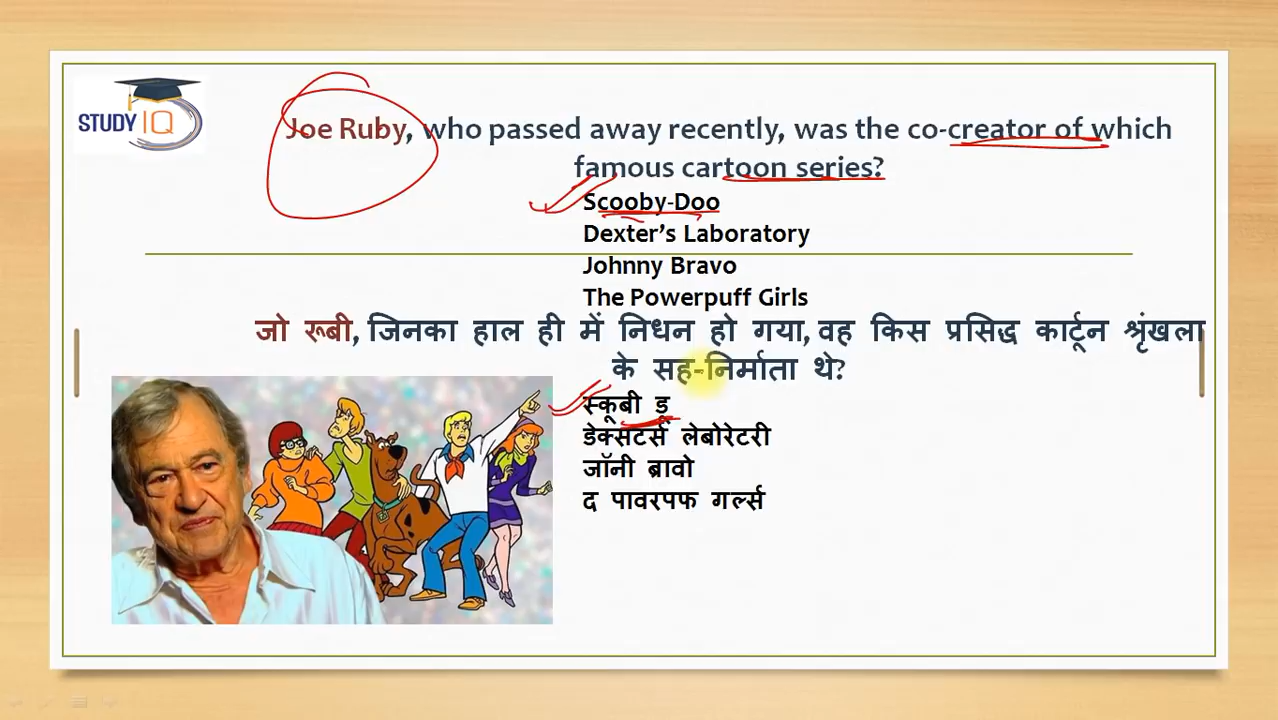 STUDY IQ
Joe Ruby, who passed away recently, was the co-creator of which
famous cartoon series?
Scooby-Doo
Dexter’s Laboratory
Johnny Bravo
The Powerpuff Girls
जो रूबी, जिनका हाल ही में निधन हो गया, वह किस प्रसिद्ध कार्टून श्रृंखला
के सह-निर्माता थे?
स्कूबी डू
डेक्सटर्स लेबोरेटरी
जॉनी ब्रावो
द पावरपफ गर्ल्स